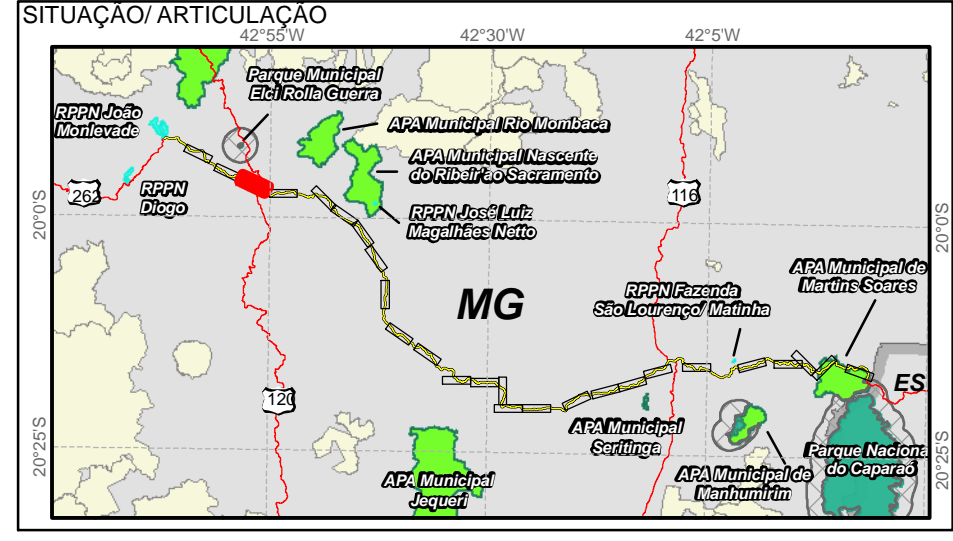 SITUAÇÃO/ ARTICULAÇÃO
42°55'W
42°30'W
42°5'W
Parque Municipal
Elci Rolla Guerra
RPPN João
Monlevade
APA Municipal Rio Mombaca
APA Municipal Nascente
do Ribeir'ao Sacramento
262
RPPN
Diogo
116
RPPN José Luiz
Magalhães Netto
20°0'S
20°0'S
APA Municipal de
Martins Soares
RPPN Fazenda
São Lourenço/ Matinha
MG
ES
120
APA Municipal
Seritinga
20°25'S
20°25'S
Parque Naciona
do Caparaó
APA Municipal
Jequeri
APA Municipal de
Manhumirim